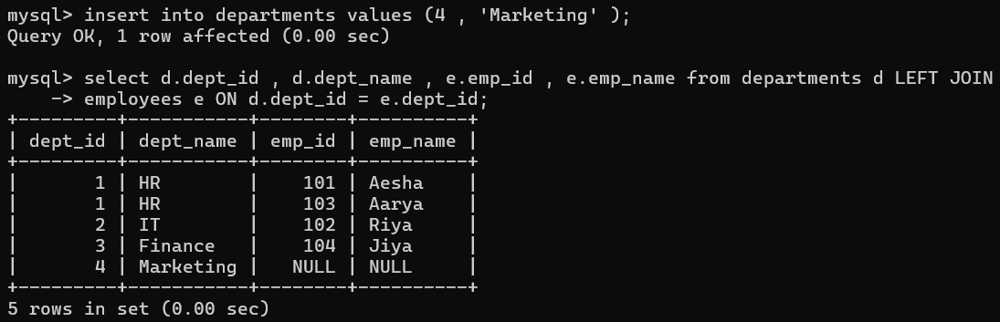 mysql> insert into departments values (4 , 'Marketing' );
Query OK, 1 row affected (0.00 sec)

mysql> select d.dept_id , d.dept_name , e.emp_id , e.emp_name from departments d LEFT JOIN
    -> employees e ON d.dept_id = e.dept_id;
+---------+-----------+--------+----------+
| dept_id | dept_name | emp_id | emp_name |
+---------+-----------+--------+----------+
|       1 | HR        |    101 | Aesha    |
|       1 | HR        |    103 | Aarya    |
|       2 | IT        |    102 | Riya     |
|       3 | Finance   |    104 | Jiya     |
|       4 | Marketing |   NULL | NULL     |
+---------+-----------+--------+----------+
5 rows in set (0.00 sec)